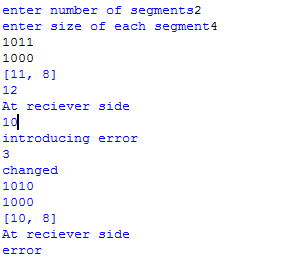 enter number of segments2
enter size of each segment4
1011
1000
[11, 8]
12
At reciever side
10
introducing error
3
changed
1010
1000
[10, 8]
At reciever side
error